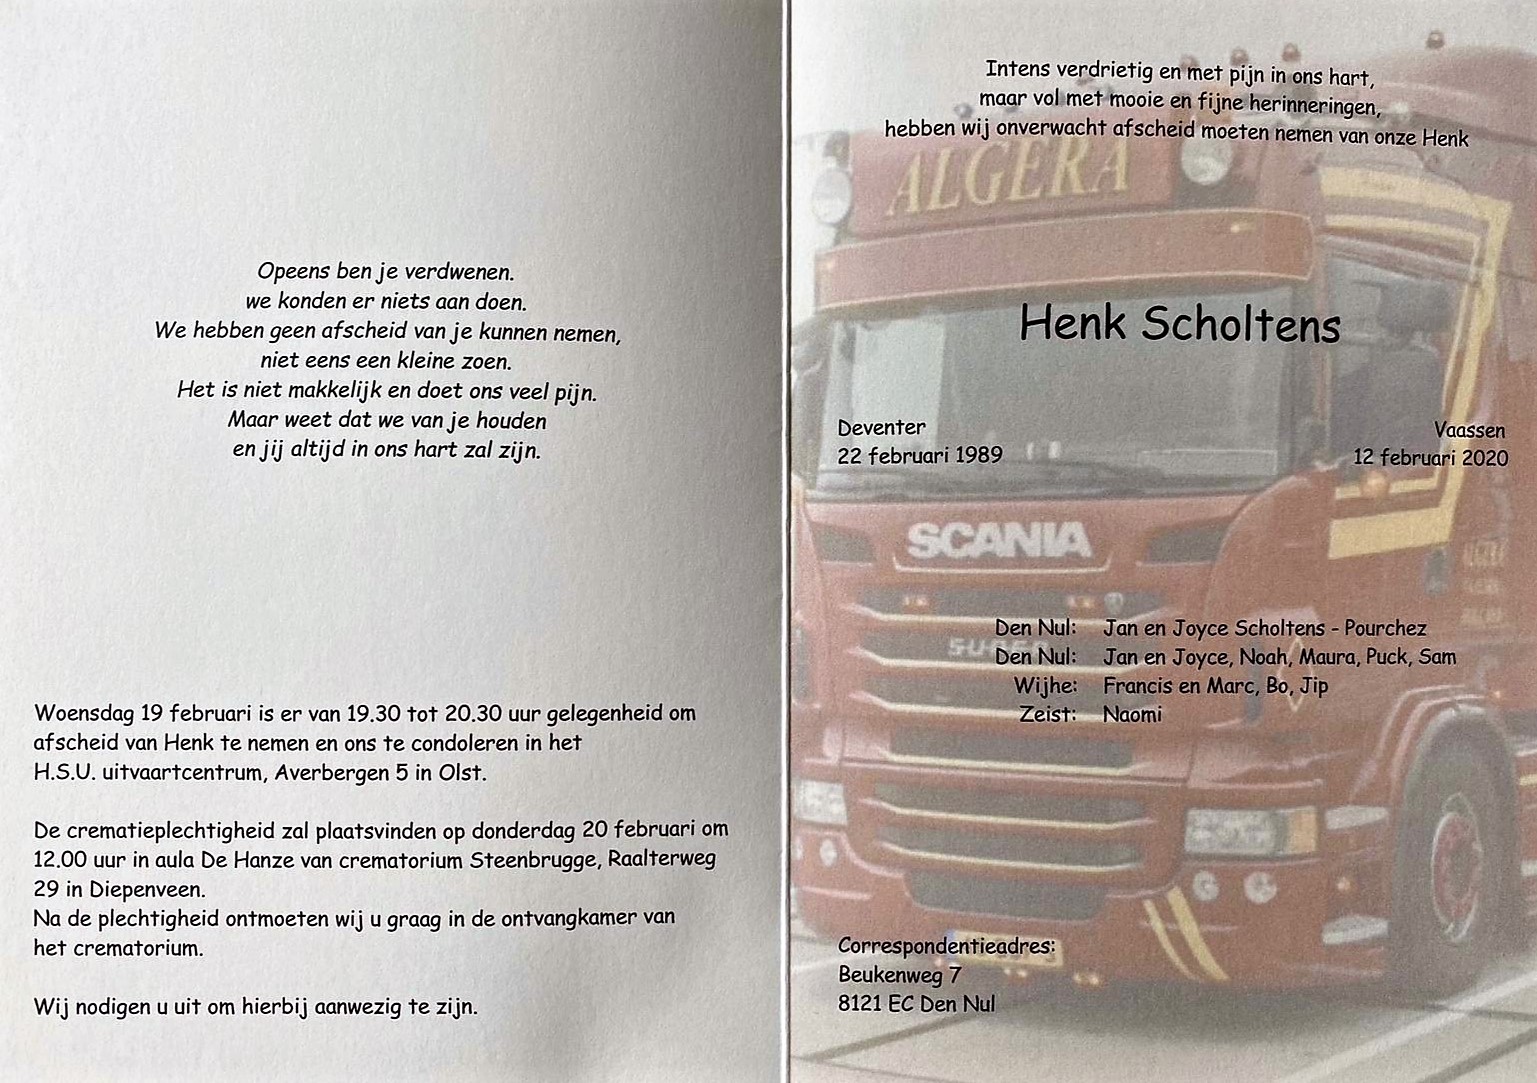 Opeens ben je verdwenen.
we konden er niets aan doen.
We hebben geen afscheid van je kunnen nemen,
niet eens een kleine zoen.
Het is niet makkelijk en doet ons veel pijn.
Maar weet dat we van je houden
en jij altijd in ons hart zal zijn.
Woensdag 19 februari is er van 19.30 tot 20.30 uur gelegenheid om
afscheid van Henk te nemen en ons te condoleren in het
H.S.U. uitvaartcentrum, Averbergen 5 in Olst.
De crematieplechtigheid zal plaatsvinden op donderdag 20 februari om
12.00 uur in aula De Hanze van crematorium Steenbrugge, Raalterweg
29 in Diepenveen.
Na de plechtigheid ontmoeten wij u graag in de ontvangkamer van
het crematorium.
Wij nodigen u uit om hierbij aanwezig te zijn.
Intens verdrietig en met pijn in ons hart,
maar vol met mooie en fijne herinneringen,
hebben wij onverwacht afscheid moeten nemen van onze Henk
ALGERA
Henk Scholtens
Deventer
22 februari 1989
Vaassen
12 februari 2020
SCANIA
ALGERA
Den Nul: Jan en Joyce Scholtens - Pourchez
SUPER
Den Nul: Jan en Joyce, Noah, Maura, Puck, Sam
Wijhe: Francis en Marc, Bo, Jip
Zeist: Naomi
Correspondentieadres:
Beukenweg 7
8121 EC Den Nul